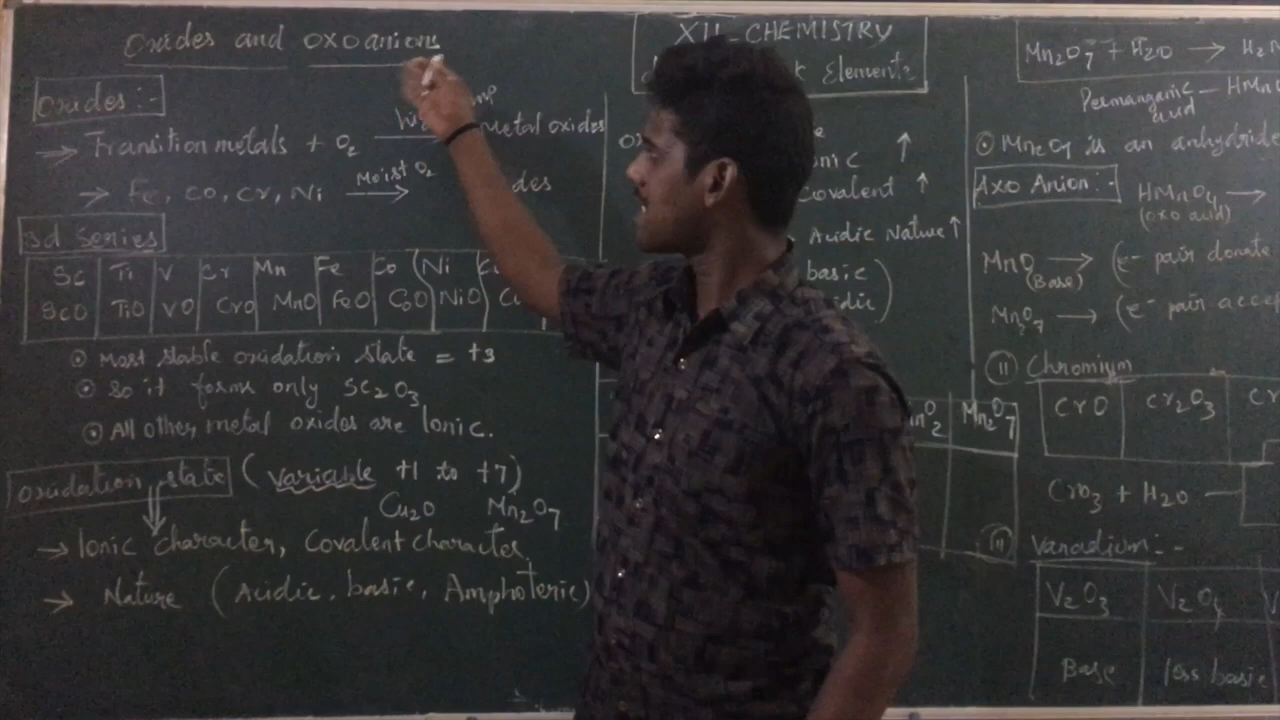 Oxides and oxoanions
Oxides :-
→ Transition metals + O2 → Metal oxides
→ Fe, CO, Cr, Ni Moist O2 →
3d Series
Sc Ti V Cr Mn Fe Co Ni
ScO TiO VO CrO MnO FeO CoO NiO
⊙ Most stable oxidation state = +3
⊙ So it forms only Sc2O3
⊙ All other metal oxides are Ionic.
Oxidation state (Variable +1 to +7)
Cu2O Mn2O7
→ Ionic character, Covalent character
→ Nature (Acidic, basic, Amphoteric)
XII-CHEMISTRY
Elements
↑
Covalent ↑
Acidic Nature ↑
basic
Mn2O7
Mn2O7 + H2O →
Permanganic acid -
⊙ Mn2O7 is an anhydride
Axo Anion :- HMnO4 →
(oxo acid)
MnO → (e- pair donate
(Base)
Mn2O7 → (e- pair
II Chromium
CrO Cr2O3
CrO3 + H2O
III Vanadium :-
V2O3 V2O4
Base less basic